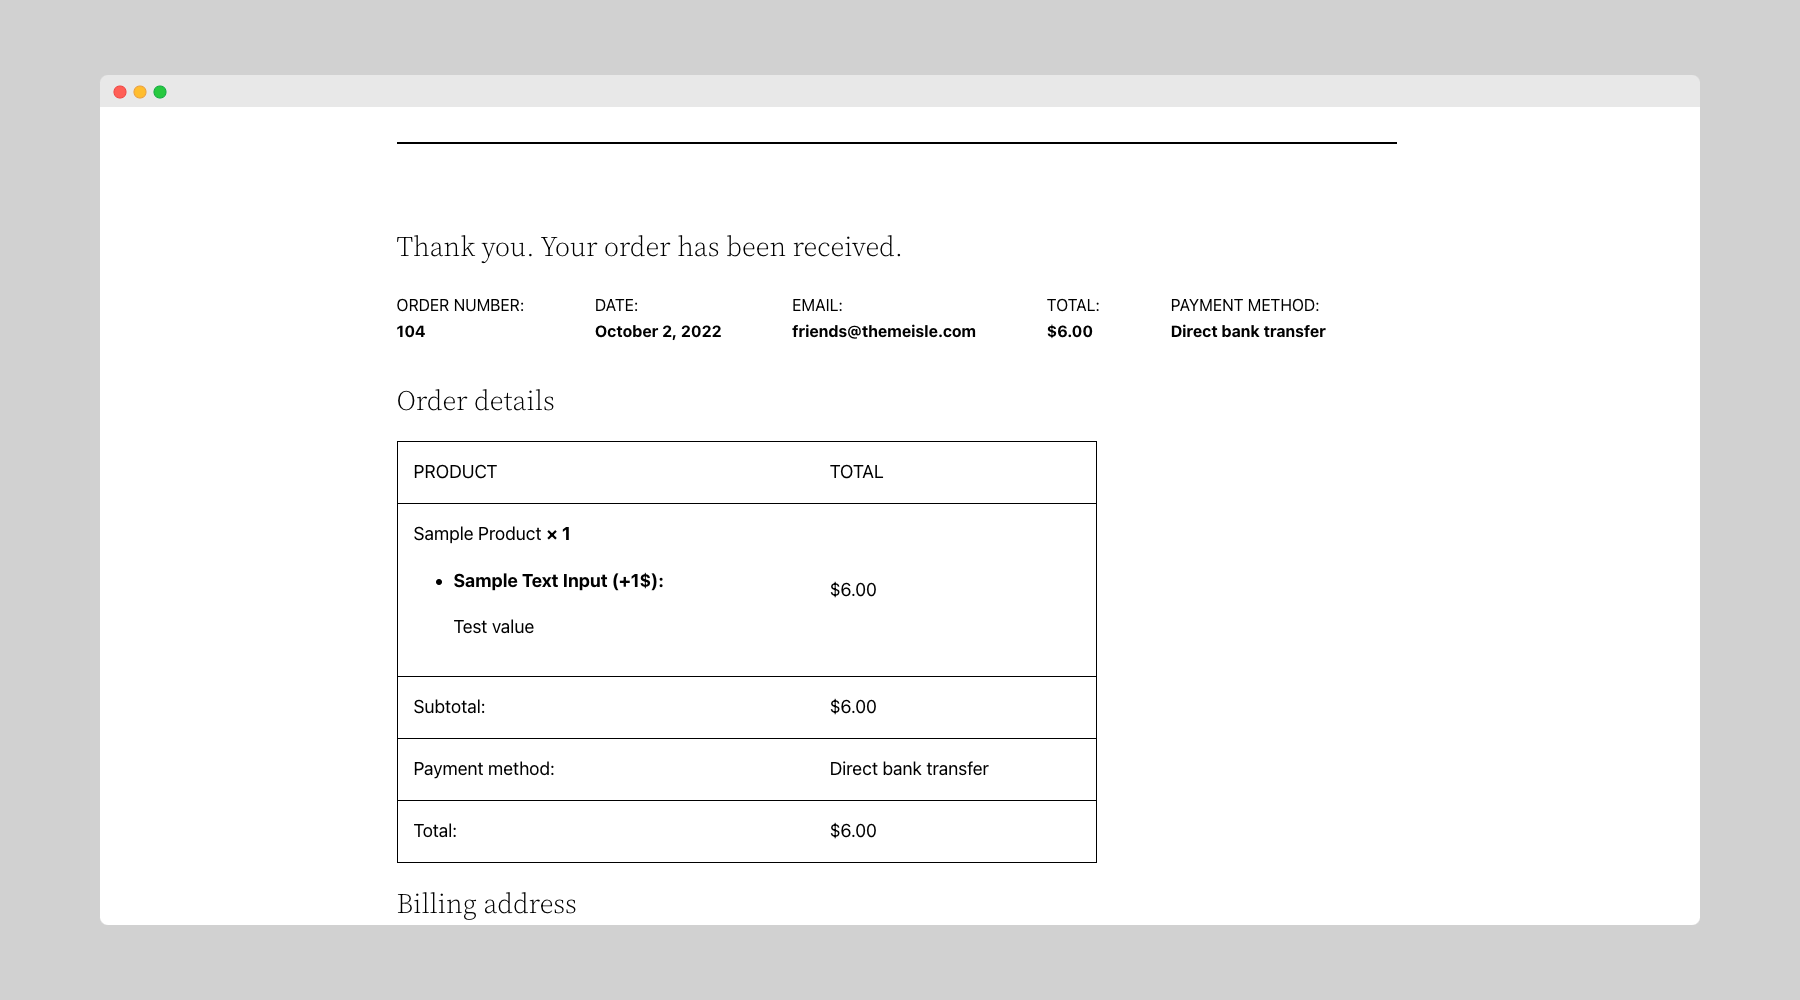 Thank you. Your order has been received.
ORDER NUMBER:
104
DATE:
October 2, 2022
EMAIL:
friends@themeisle.com
TOTAL:
$6.00
PAYMENT METHOD:
Direct bank transfer
Order details
PRODUCT TOTAL
Sample Product × 1
• Sample Text Input (+1$):
Test value
$6.00
Subtotal: $6.00
Payment method: Direct bank transfer
Total: $6.00
Billing address